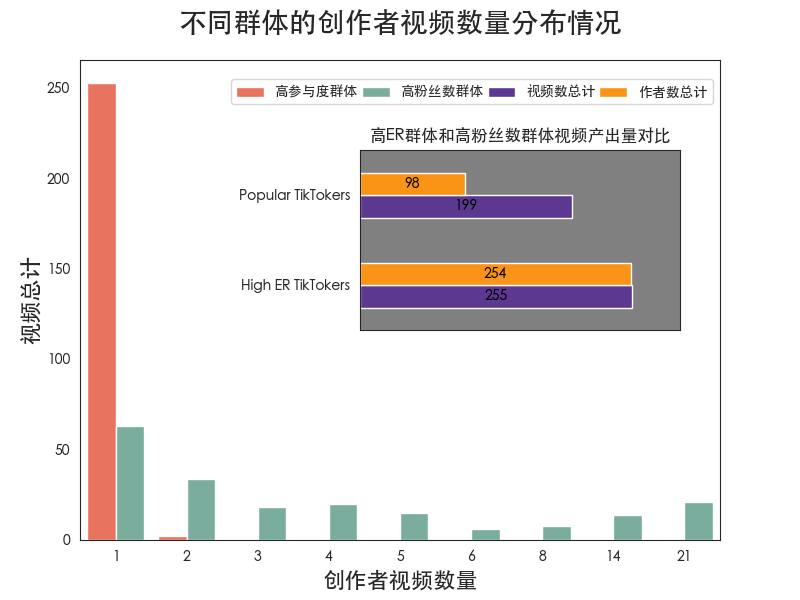 不同群体的创作者视频数量分布情况
高参与度群体 高粉丝数群体 视频数总计 作者数总计
高ER群体和高粉丝数群体视频产出量对比
Popular TikTokers
98
199
High ER TikTokers
254
255
视频总计
250
200
150
100
50
0
1 2 3 4 5 6 8 14 21
创作者视频数量